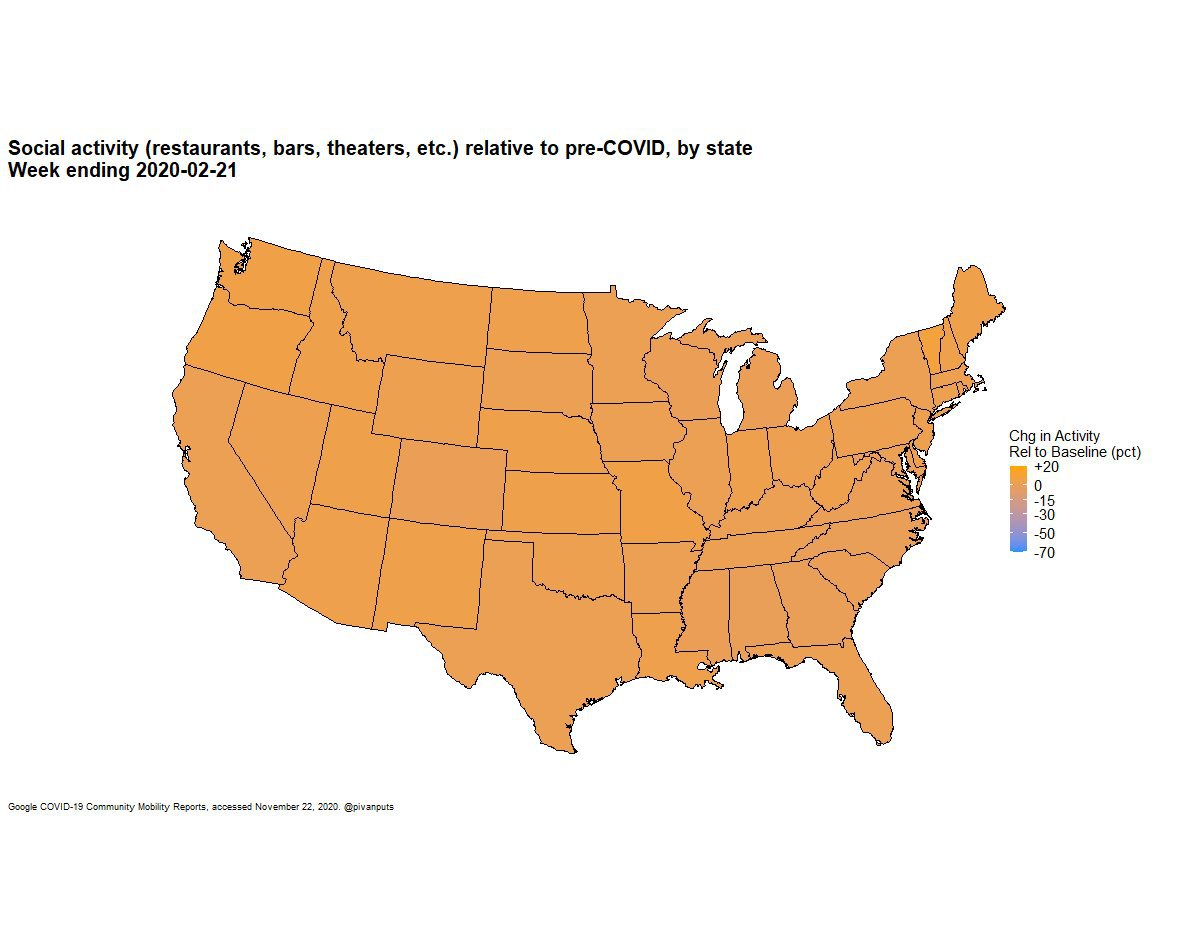 Social activity (restaurants, bars, theaters, etc.) relative to pre-COVID, by state
Week ending 2020-02-21
Chg in Activity
Rel to Baseline (pct)
+20
0
-15
-30
-50
-70
Google COVID-19 Community Mobility Reports, accessed November 22, 2020. @pivanputs